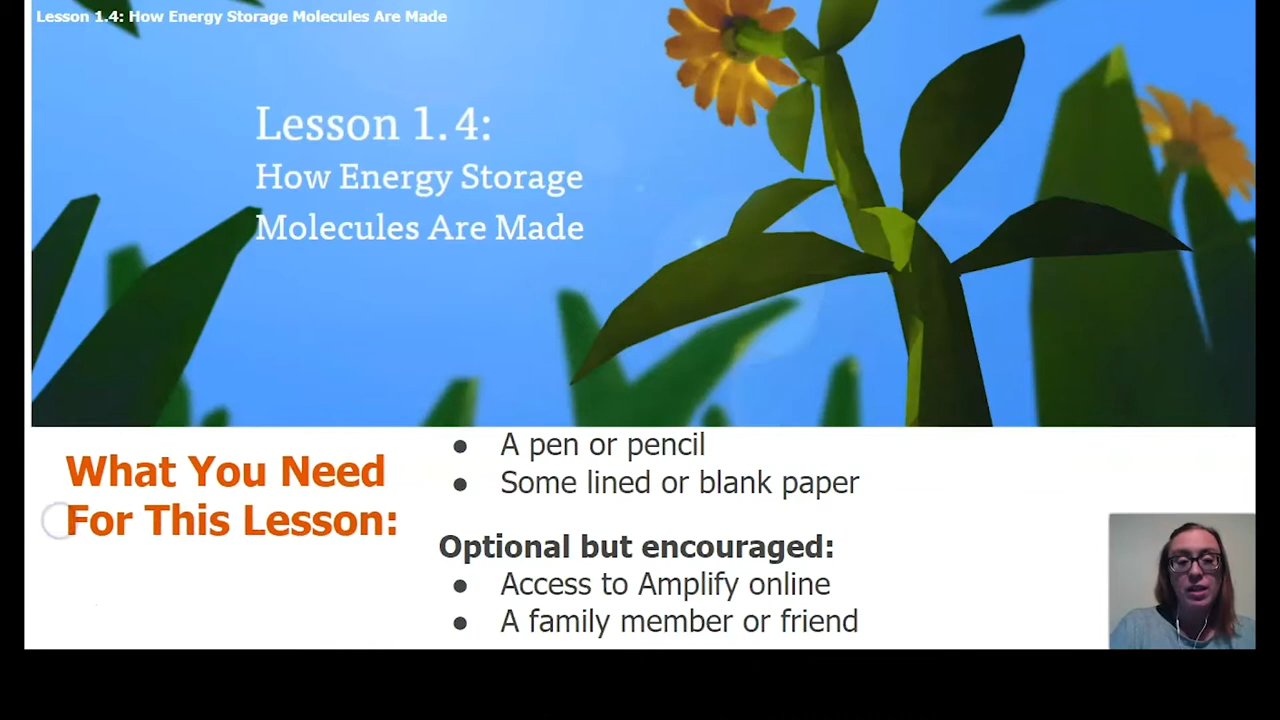 Lesson 1.4: How Energy Storage Molecules Are Made
Lesson 1.4:
How Energy Storage
Molecules Are Made
What You Need
For This Lesson:
● A pen or pencil
● Some lined or blank paper
Optional but encouraged:
● Access to Amplify online
● A family member or friend